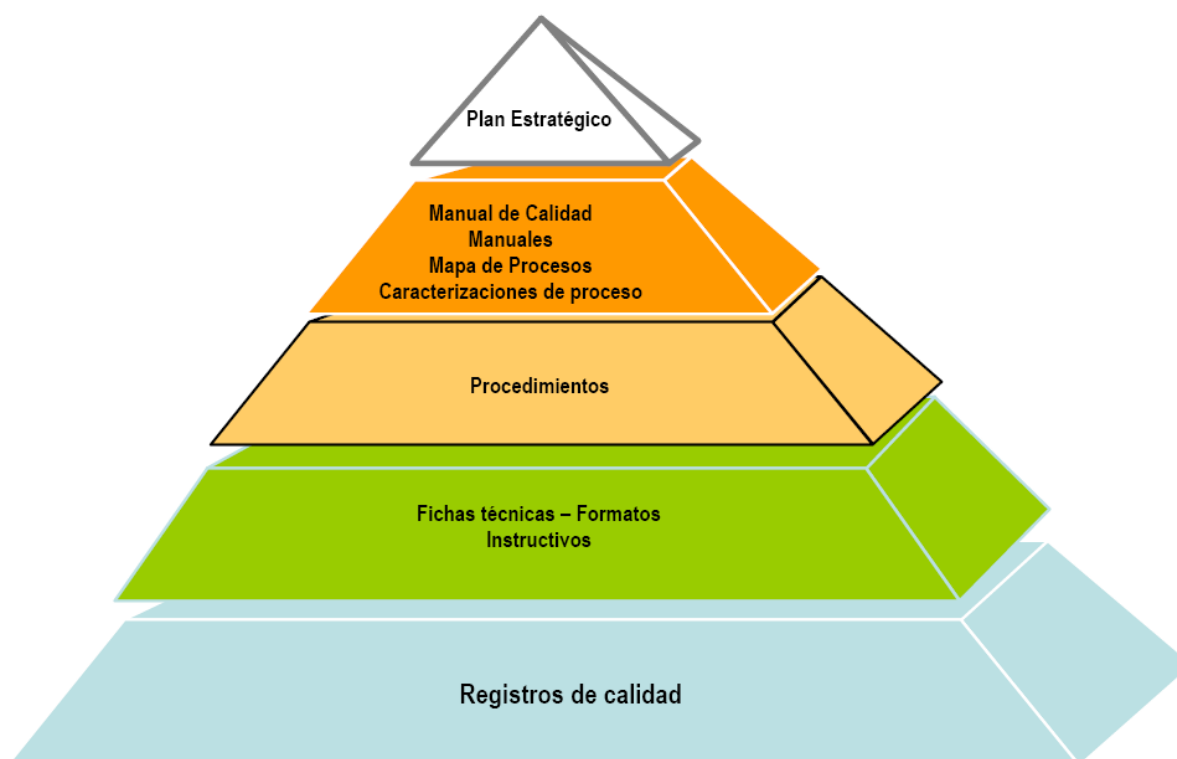 Plan Estratégico
Manual de Calidad
Manuales
Mapa de Procesos
Caracterizaciones de proceso
Procedimientos
Fichas técnicas – Formatos
Instructivos
Registros de calidad